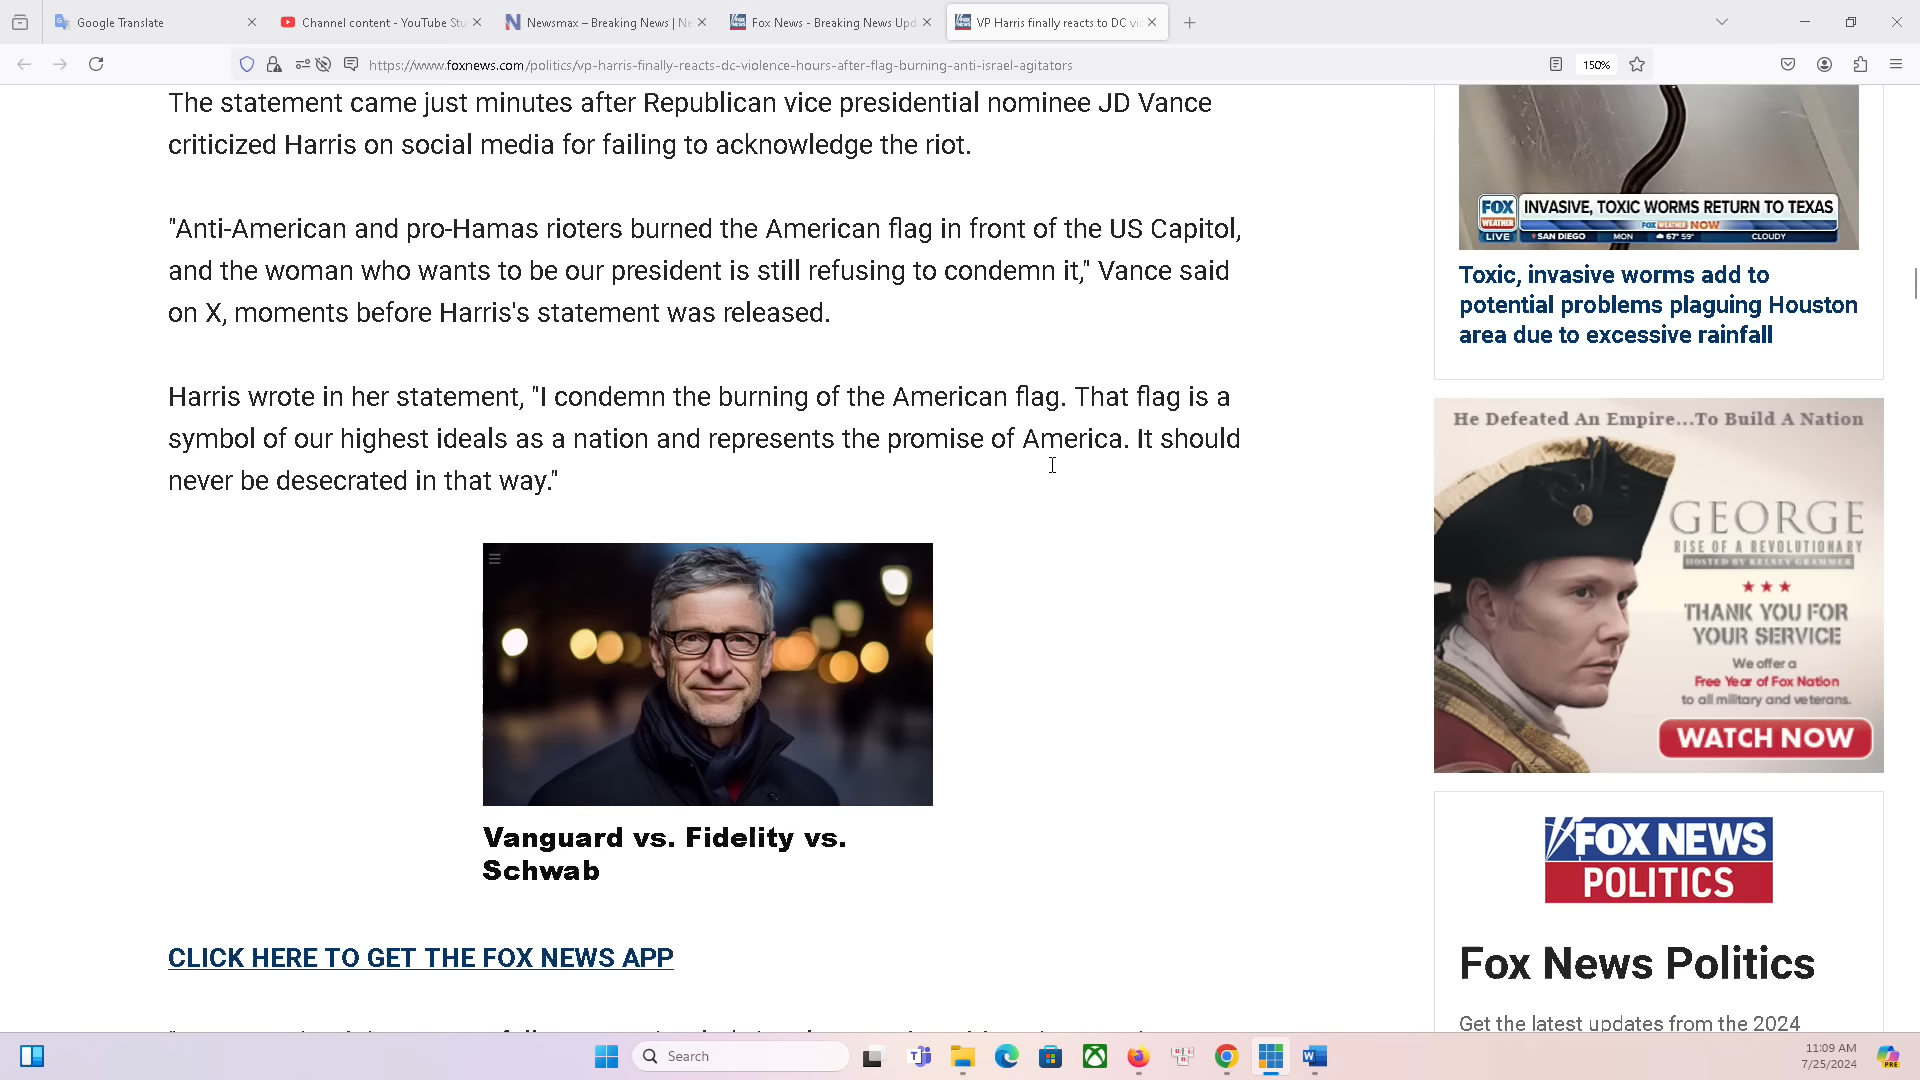 Google Translate
Channel content - YouTube Stu
Newsmax – Breaking News | Ne
Fox News - Breaking News Upd
VP Harris finally reacts to DC vio
https://www.foxnews.com/politics/vp-harris-finally-reacts-dc-violence-hours-after-flag-burning-anti-israel-agitators
150%
The statement came just minutes after Republican vice presidential nominee JD Vance
criticized Harris on social media for failing to acknowledge the riot.
"Anti-American and pro-Hamas rioters burned the American flag in front of the US Capitol,
and the woman who wants to be our president is still refusing to condemn it," Vance said
on X, moments before Harris's statement was released.
Harris wrote in her statement, "I condemn the burning of the American flag. That flag is a
symbol of our highest ideals as a nation and represents the promise of America. It should
never be desecrated in that way."
Vanguard vs. Fidelity vs.
Schwab
CLICK HERE TO GET THE FOX NEWS APP
FOX
WEATHER
LIVE
INVASIVE, TOXIC WORMS RETURN TO TEXAS
FOX WEATHER NOW
SAN DIEGO MON 67° 59° CLOUDY
Toxic, invasive worms add to
potential problems plaguing Houston
area due to excessive rainfall
He Defeated An Empire...To Build A Nation
GEORGE
RISE OF A REVOLUTIONARY
HOSTED BY KELSEY GRAMMER
THANK YOU FOR
YOUR SERVICE
We offer a
Free Year of Fox Nation
to all military and veterans.
WATCH NOW
FOX NEWS
POLITICS
Fox News Politics
Get the latest updates from the 2024
Search
11:09 AM
7/25/2024
PRE